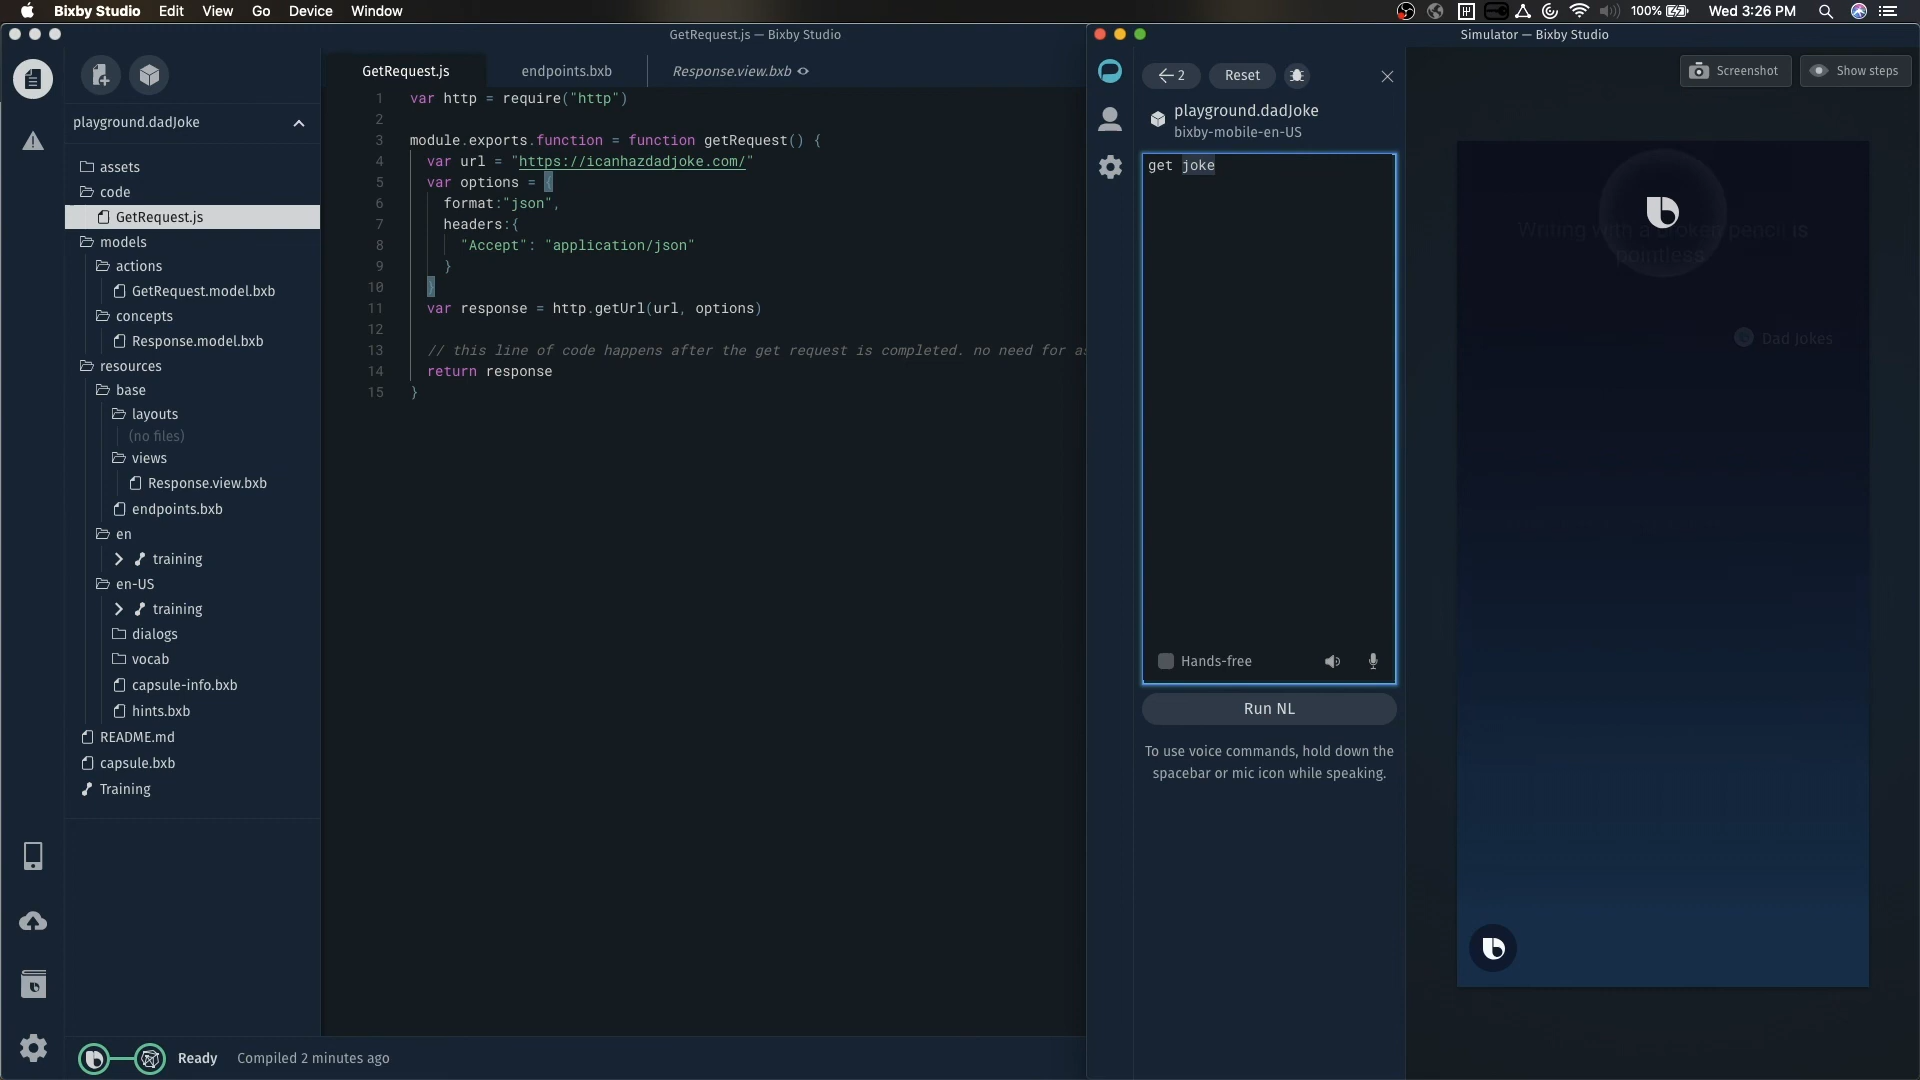 Bixby Studio Edit View Go Device Window
100% Wed 3:26 PM
GetRequest.js — Bixby Studio
playground.dadJoke
assets
code
GetRequest.js
models
actions
GetRequest.model.bxb
concepts
Response.model.bxb
resources
base
layouts
(no files)
views
Response.view.bxb
endpoints.bxb
en
training
en-US
training
dialogs
vocab
capsule-info.bxb
hints.bxb
README.md
capsule.bxb
Training
Ready Compiled 2 minutes ago
GetRequest.js endpoints.bxb Response.view.bxb
1 var http = require("http")
2
3 module.exports.function = function getRequest() {
4 var url = "https://icanhazdadjoke.com/"
5 var options = {
6 format:"json",
7 headers:{
8 "Accept": "application/json"
9 }
10 }
11 var response = http.getUrl(url, options)
12
13 // this line of code happens after the get request is completed. no need for as
14 return response
15 }
Simulator — Bixby Studio
2 Reset
playground.dadJoke
bixby-mobile-en-US
get joke
Hands-free
Run NL
To use voice commands, hold down the
spacebar or mic icon while speaking.
Screenshot Show steps
Writing with a broken pencil is
pointless
Dad Jokes